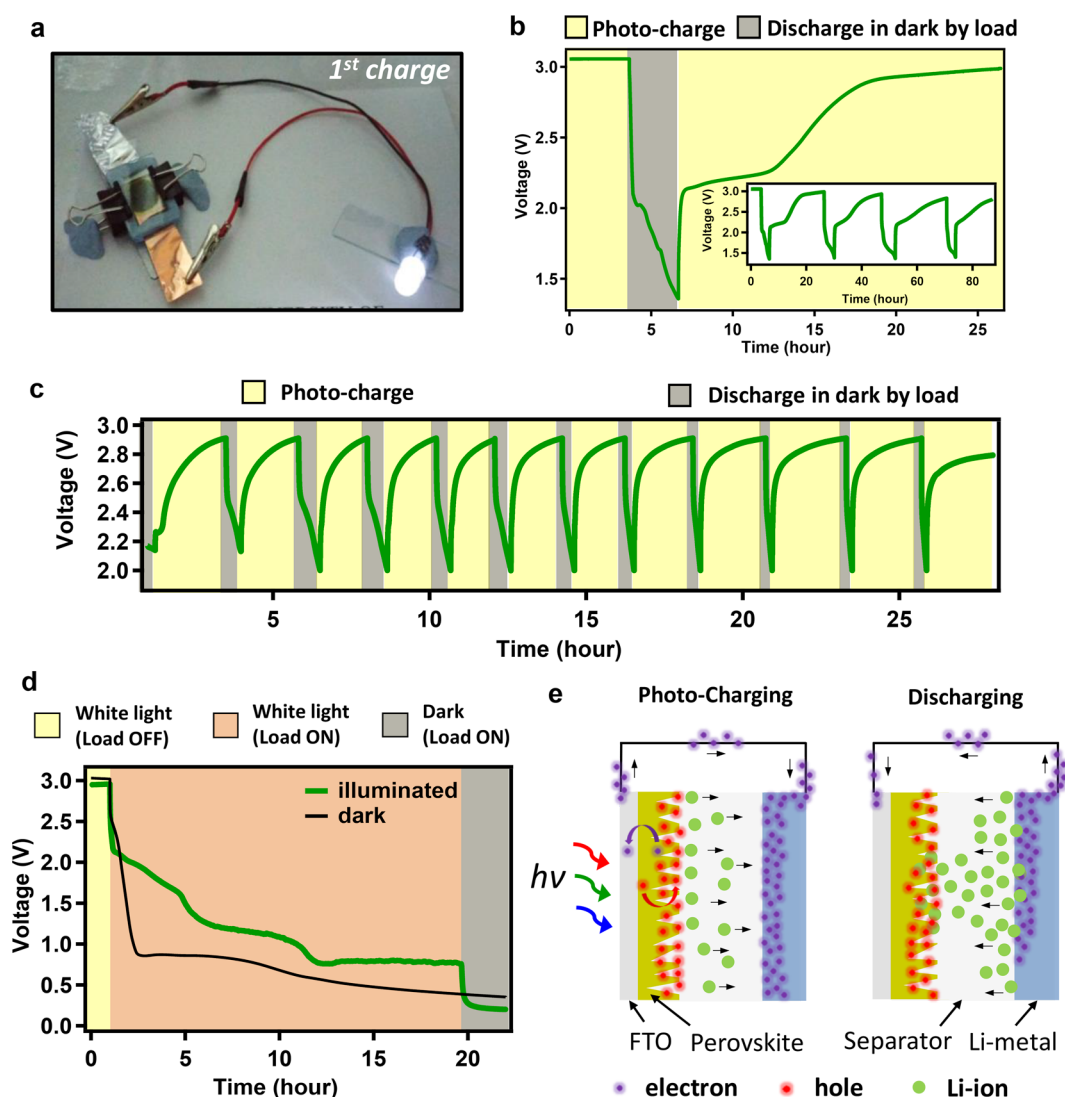 a
1st charge
b
Photo-charge
Discharge in dark by load
3.0
2.5
2.0
1.5
Voltage (V)
0
5
10
15
20
25
Time (hour)
3.0
2.5
2.0
1.5
Voltage (V)
0
20
40
60
80
Time (hour)
c
Photo-charge
Discharge in dark by load
3.0
2.8
2.6
2.4
2.2
2.0
Voltage (V)
5
10
15
20
25
Time (hour)
d
White light
(Load OFF)
White light
(Load ON)
Dark
(Load ON)
3.0
2.5
2.0
1.5
1.0
0.5
0.0
Voltage (V)
illuminated
dark
0
5
10
15
20
Time (hour)
e
Photo-Charging
Discharging
hν
FTO
Perovskite
Separator
Li-metal
electron
hole
Li-ion